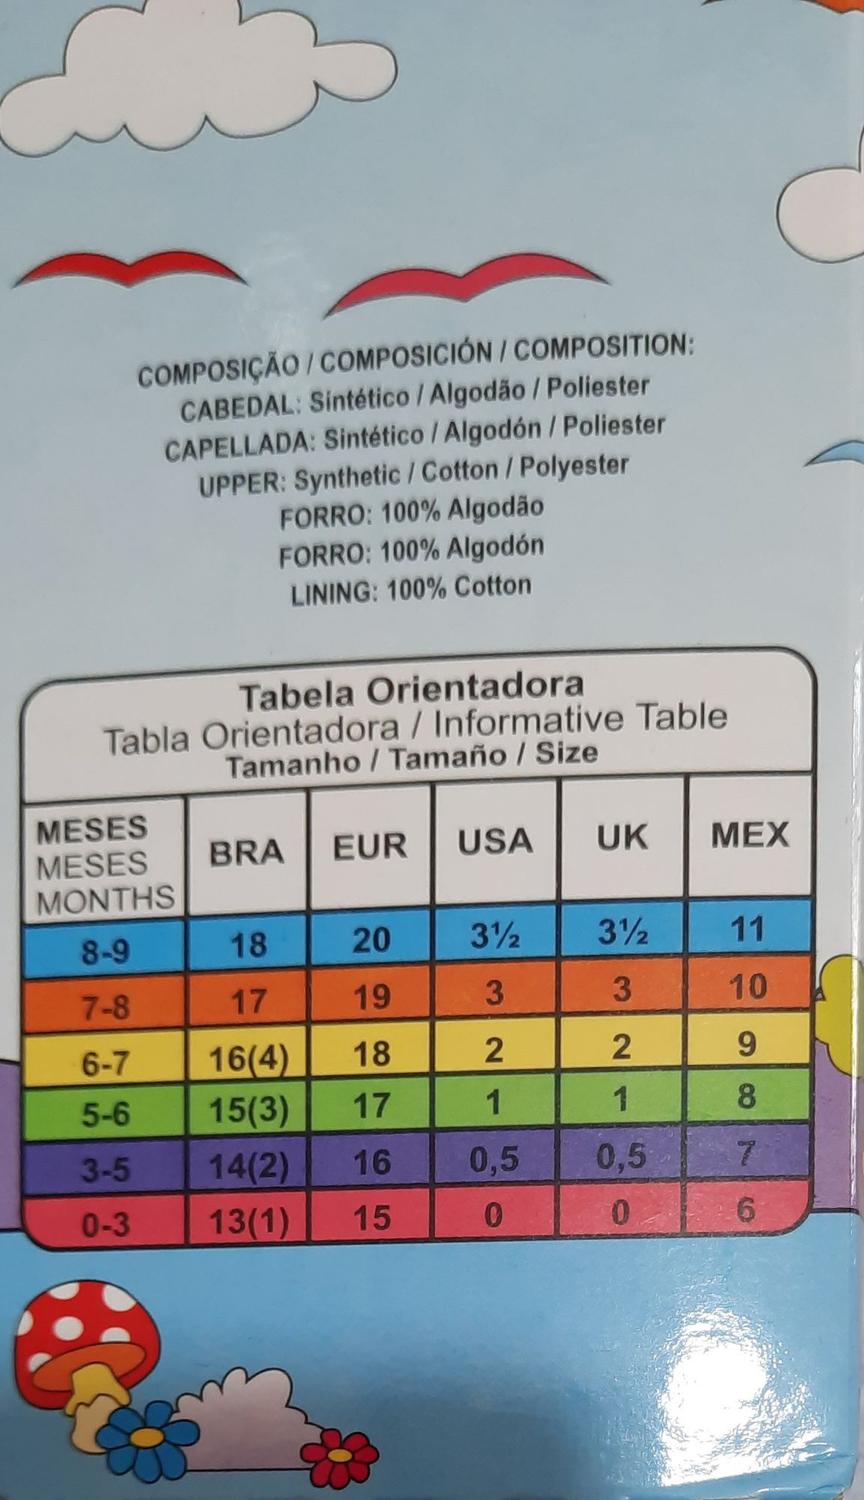 COMPOSIÇÃO / COMPOSICIÓN / COMPOSITION:
CABEDAL: Sintético / Algodão / Poliester
CAPELLADA: Sintético / Algodón / Poliester
UPPER: Synthetic / Cotton / Polyester
FORRO: 100% Algodão
FORRO: 100% Algodón
LINING: 100% Cotton
Tabela Orientadora
Tabla Orientadora / Informative Table
Tamanho / Tamaño / Size
MESES
MESES
MONTHS
BRA EUR USA UK MEX
8-9 18 20 3½ 3½ 11
7-8 17 19 3 3 10
6-7 16(4) 18 2 2 9
5-6 15(3) 17 1 1 8
3-5 14(2) 16 0,5 0,5 7
0-3 13(1) 15 0 0 6